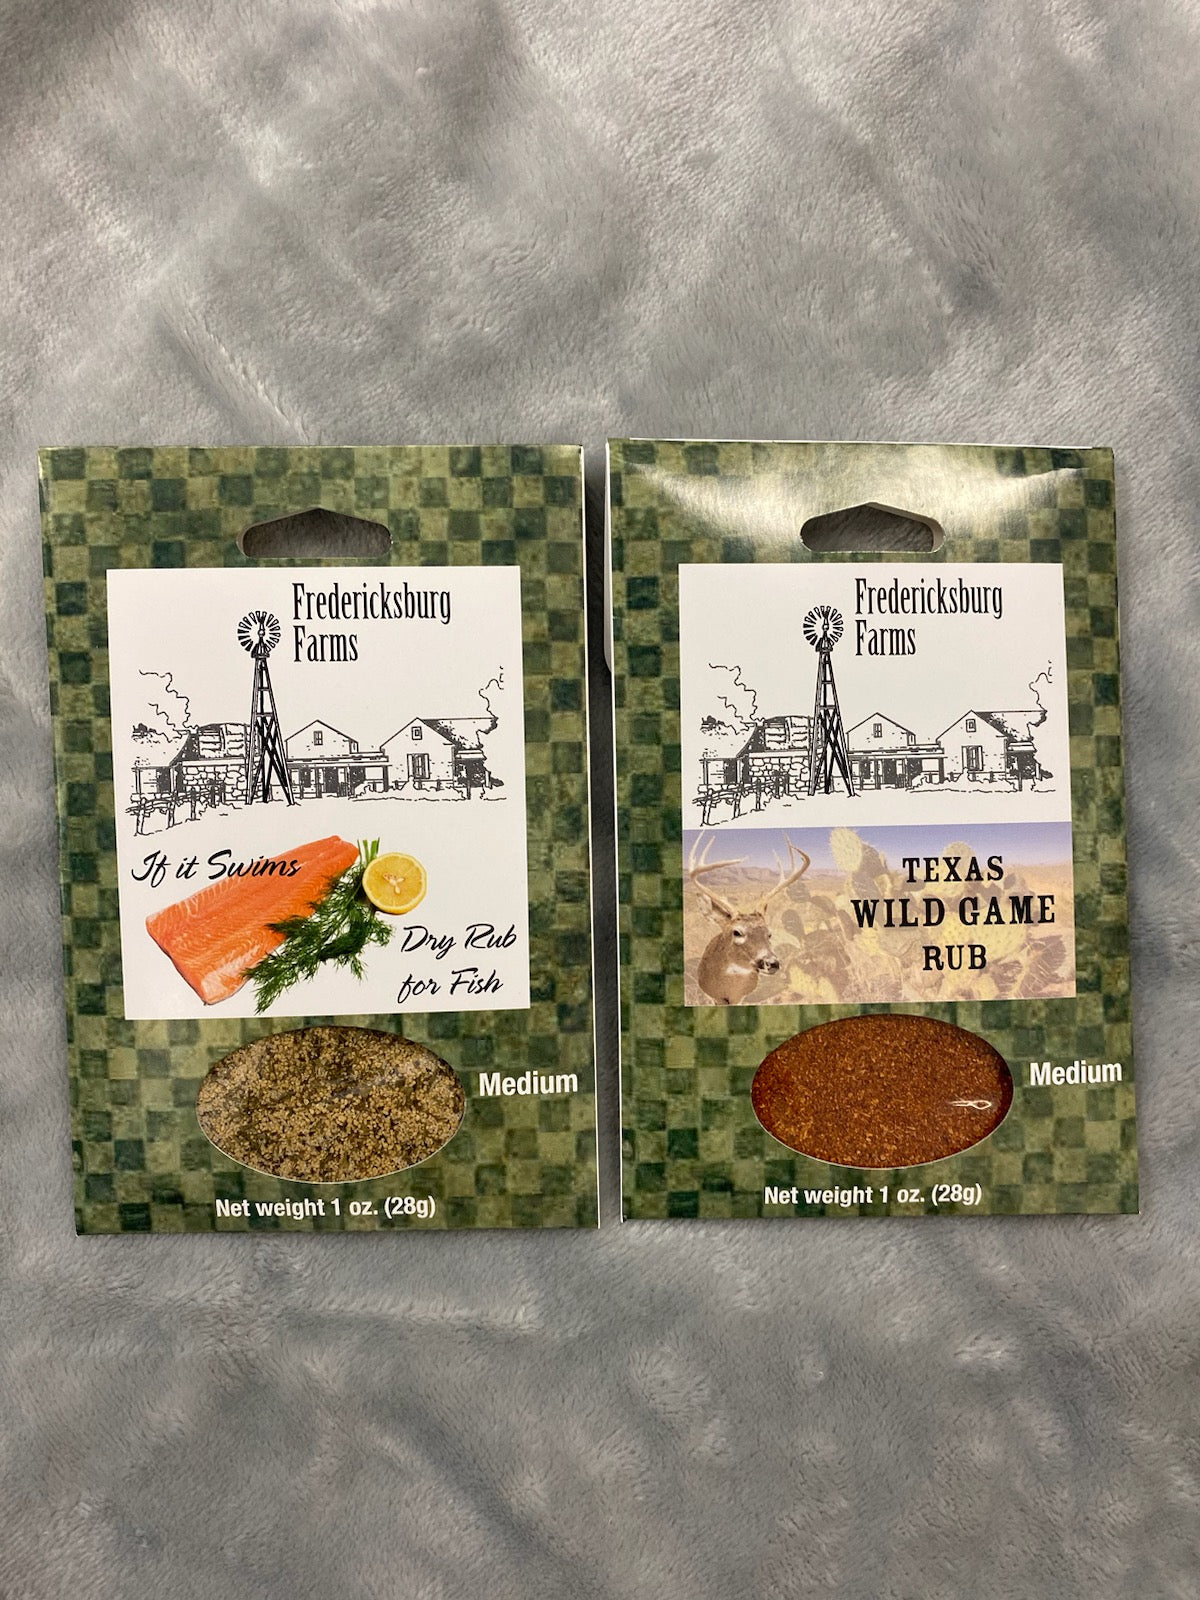 Fredericksburg
Farms
If it Swims
Dry Rub
for Fish
Medium
Net weight 1 oz. (28g)
Fredericksburg
Farms
TEXAS
WILD GAME
RUB
Medium
Net weight 1 oz. (28g)